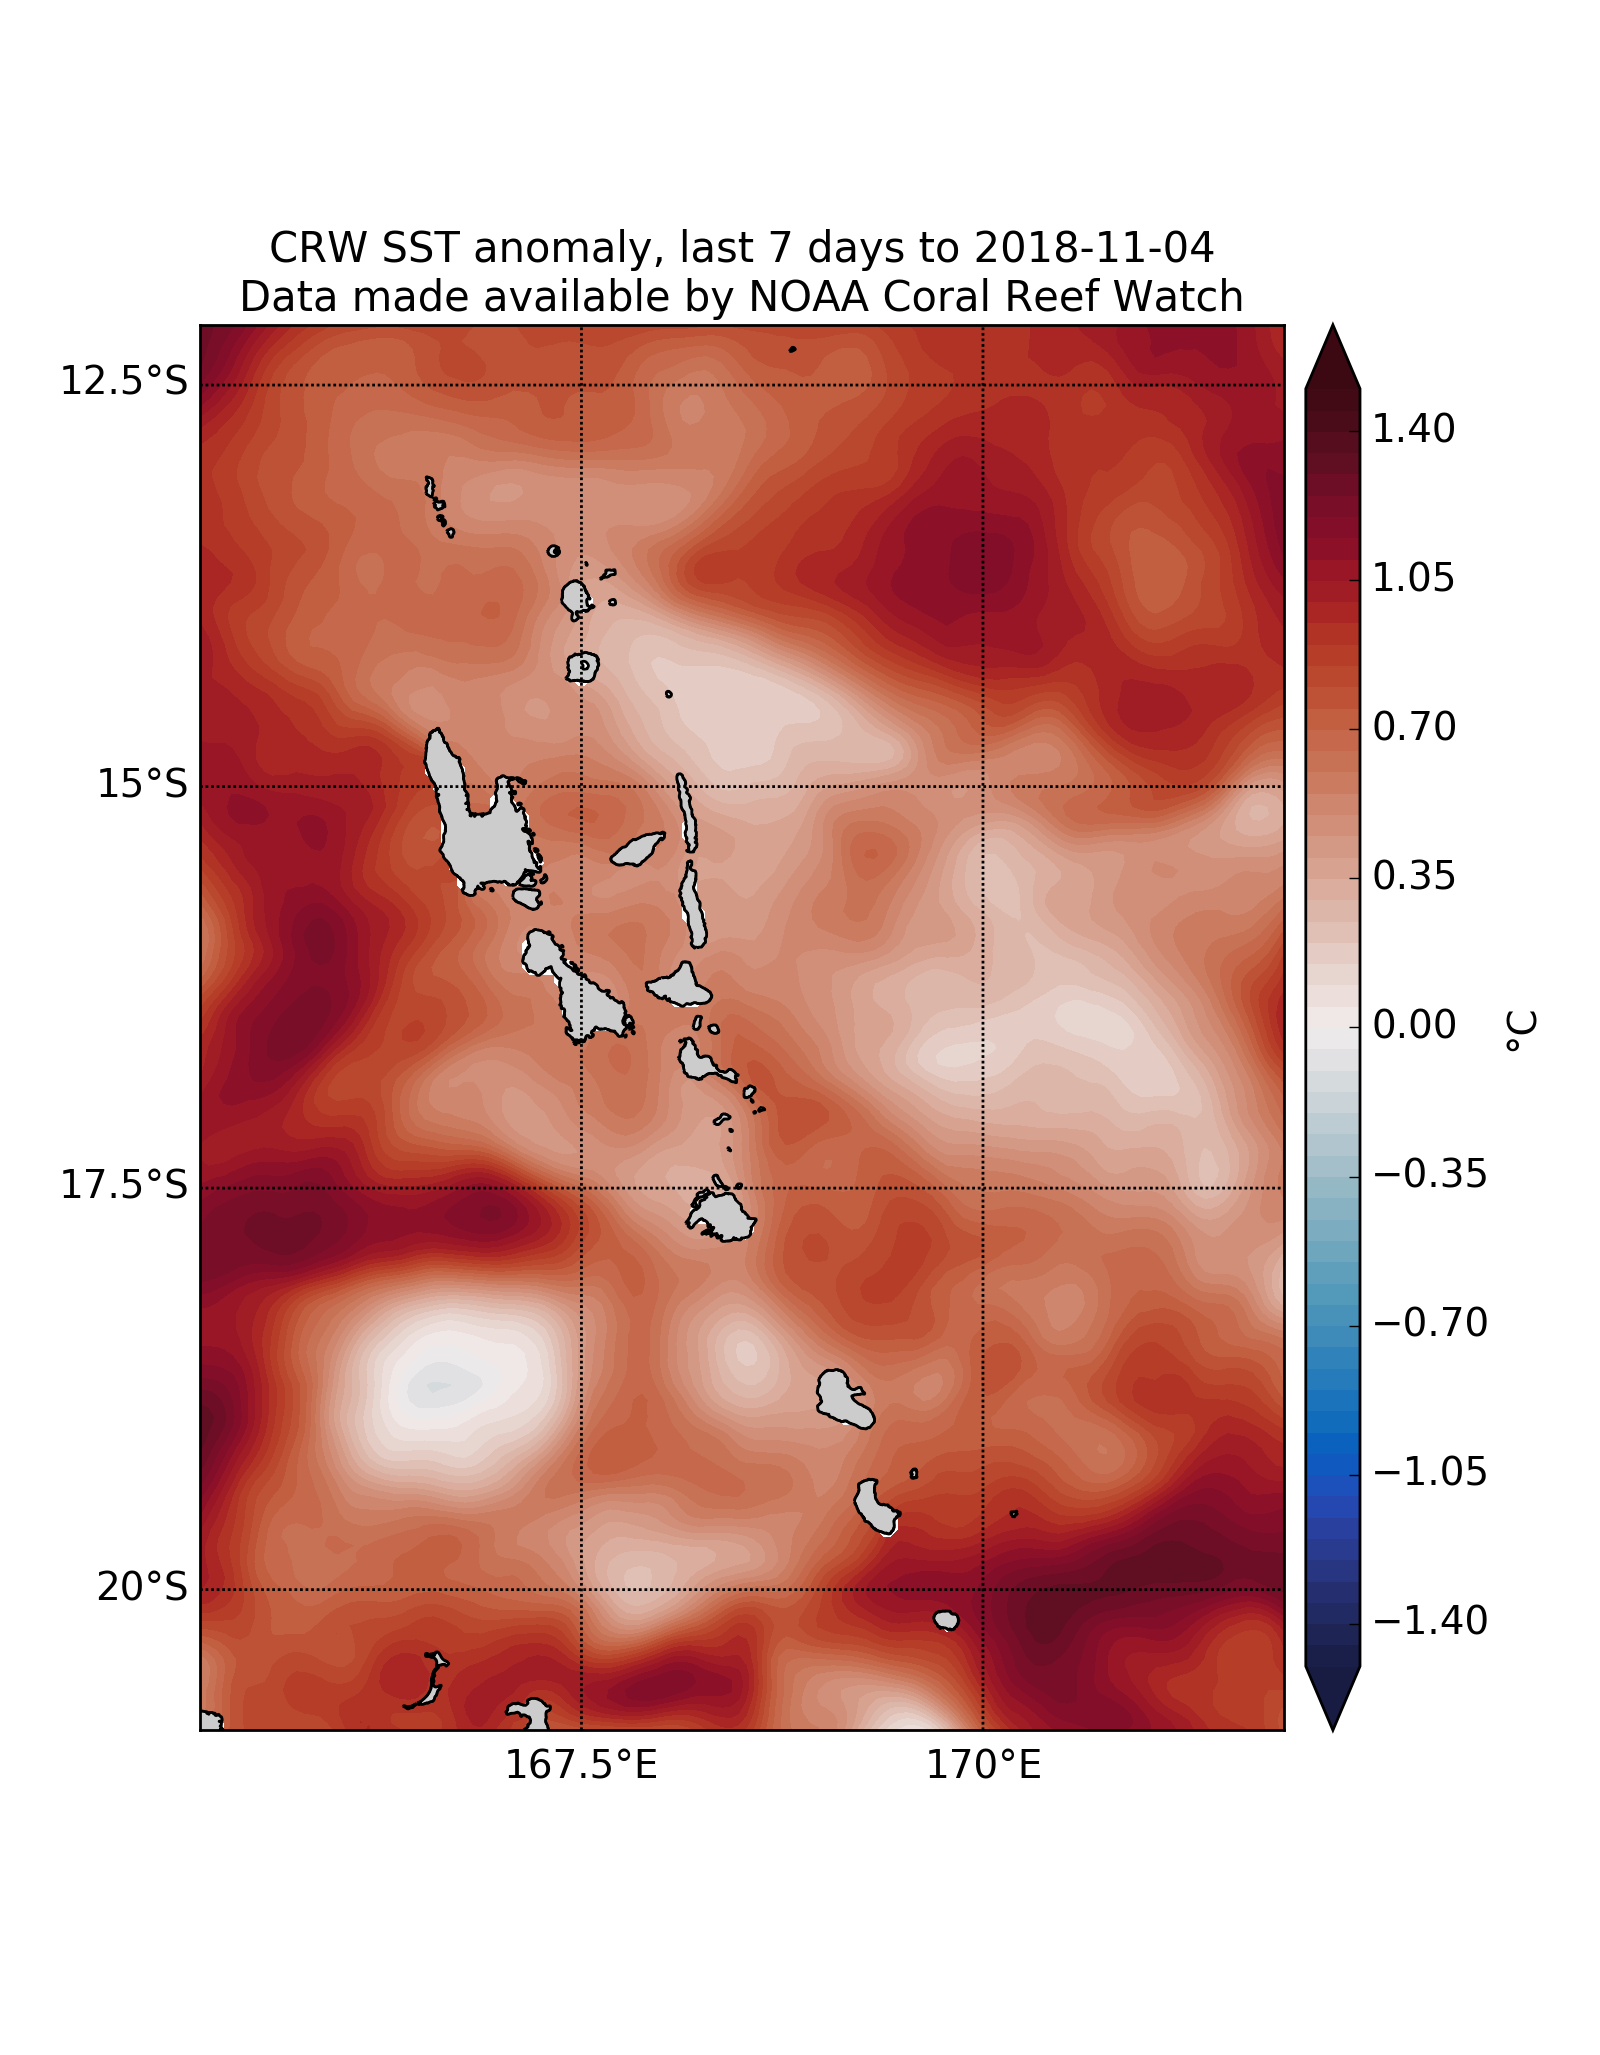 CRW SST anomaly, last 7 days to 2018-11-04
Data made available by NOAA Coral Reef Watch
12.5°S
15°S
17.5°S
20°S
167.5°E
170°E
1.40
1.05
0.70
0.35
0.00
−0.35
−0.70
−1.05
−1.40
°C